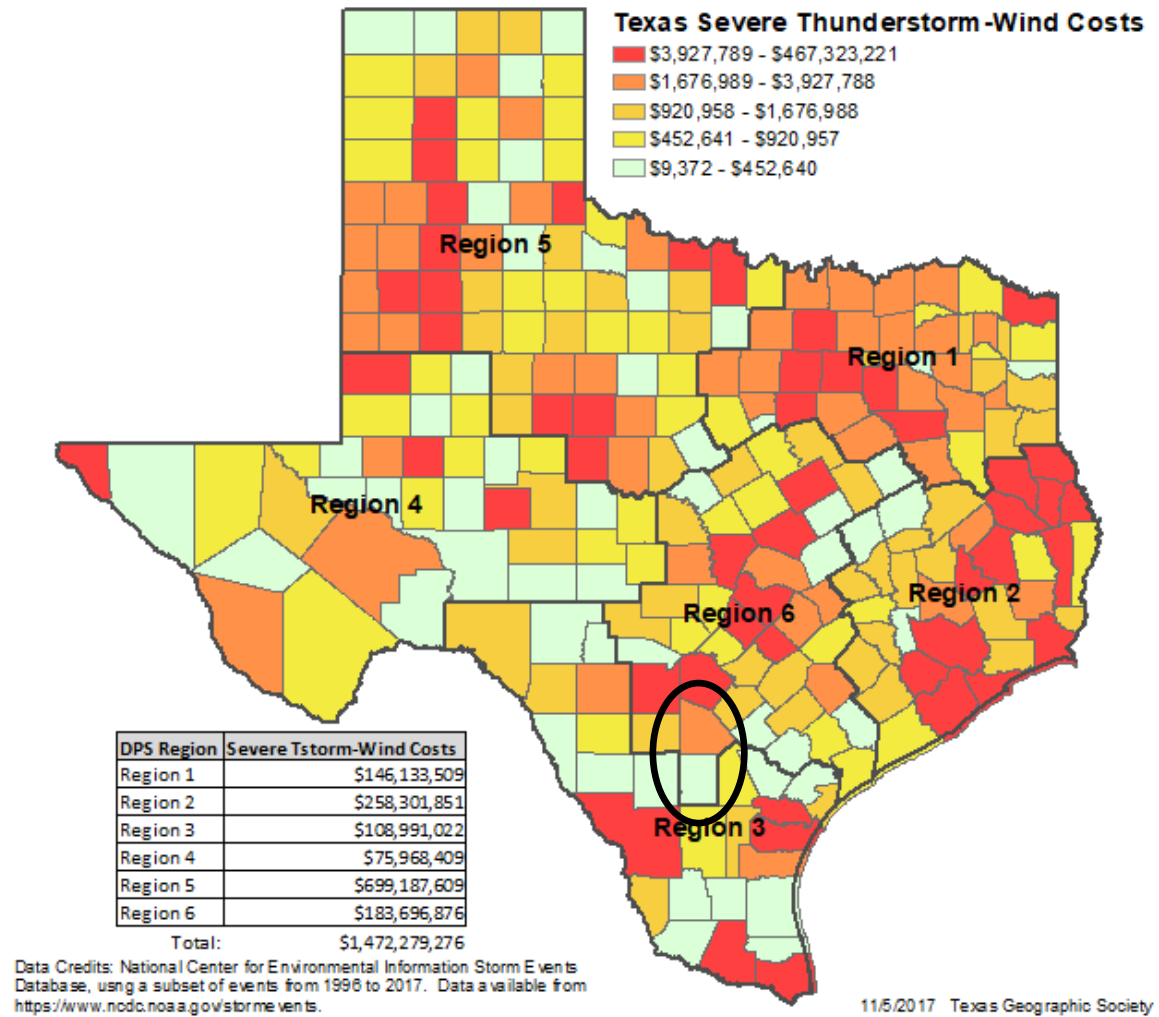 Texas Severe Thunderstorm-Wind Costs
$3,927,789 - $467,323,221
$1,676,989 - $3,927,788
$920,958 - $1,676,988
$452,641 - $920,957
$9,372 - $452,640
Region 5
Region 1
Region 4
Region 2
Region 6
Region 3
DPS Region Severe Tstorm-Wind Costs
Region 1 $146,133,509
Region 2 $258,301,851
Region 3 $108,991,022
Region 4 $75,968,409
Region 5 $699,187,609
Region 6 $183,696,876
Total: $1,472,279,276
Data Credits: National Center for Environmental Information Storm Events
Database, usng a subset of events from 1996 to 2017. Data available from
https://www.ncdc.noaa.gov/stormevents.
11/5/2017 Texas Geographic Society